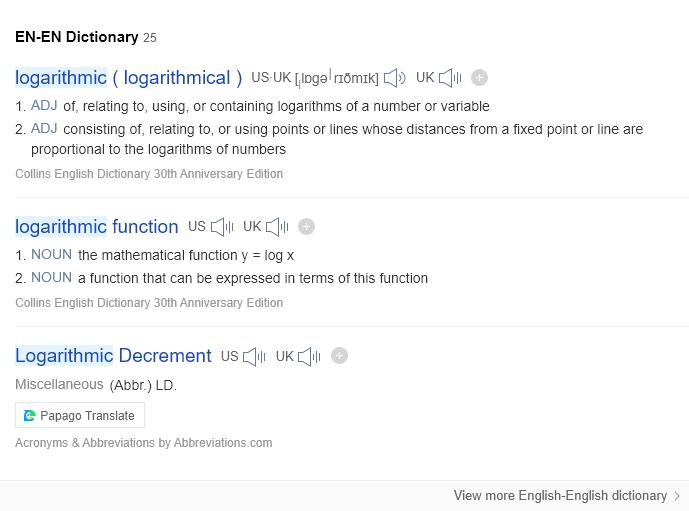 EN-EN Dictionary 25
logarithmic ( logarithmical ) US·UK [ˌlɒɡəˈrɪðmɪk] UK
1. ADJ of, relating to, using, or containing logarithms of a number or variable
2. ADJ consisting of, relating to, or using points or lines whose distances from a fixed point or line are
proportional to the logarithms of numbers
Collins English Dictionary 30th Anniversary Edition
logarithmic function US UK
1. NOUN the mathematical function y = log x
2. NOUN a function that can be expressed in terms of this function
Collins English Dictionary 30th Anniversary Edition
Logarithmic Decrement US UK
Miscellaneous (Abbr.) LD.
Papago Translate
Acronyms & Abbreviations by Abbreviations.com
View more English-English dictionary